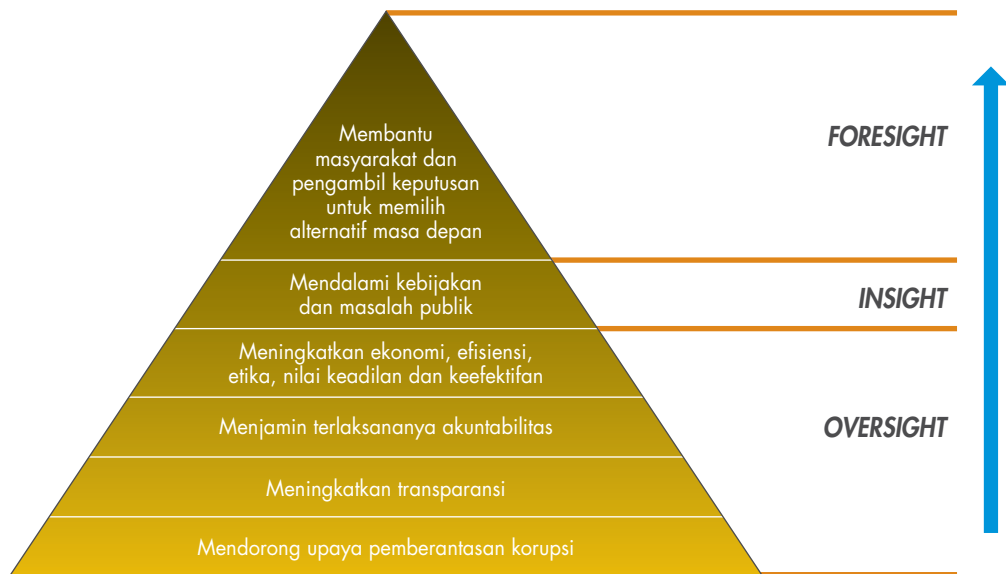 Membantu
masyarakat dan
pengambil keputusan
untuk memilih
alternatif masa depan
FORESIGHT
Mendalami kebijakan
dan masalah publik
INSIGHT
Meningkatkan ekonomi, efisiensi,
etika, nilai keadilan dan keefektifan
Menjamin terlaksananya akuntabilitas
OVERSIGHT
Meningkatkan transparansi
Mendorong upaya pemberantasan korupsi